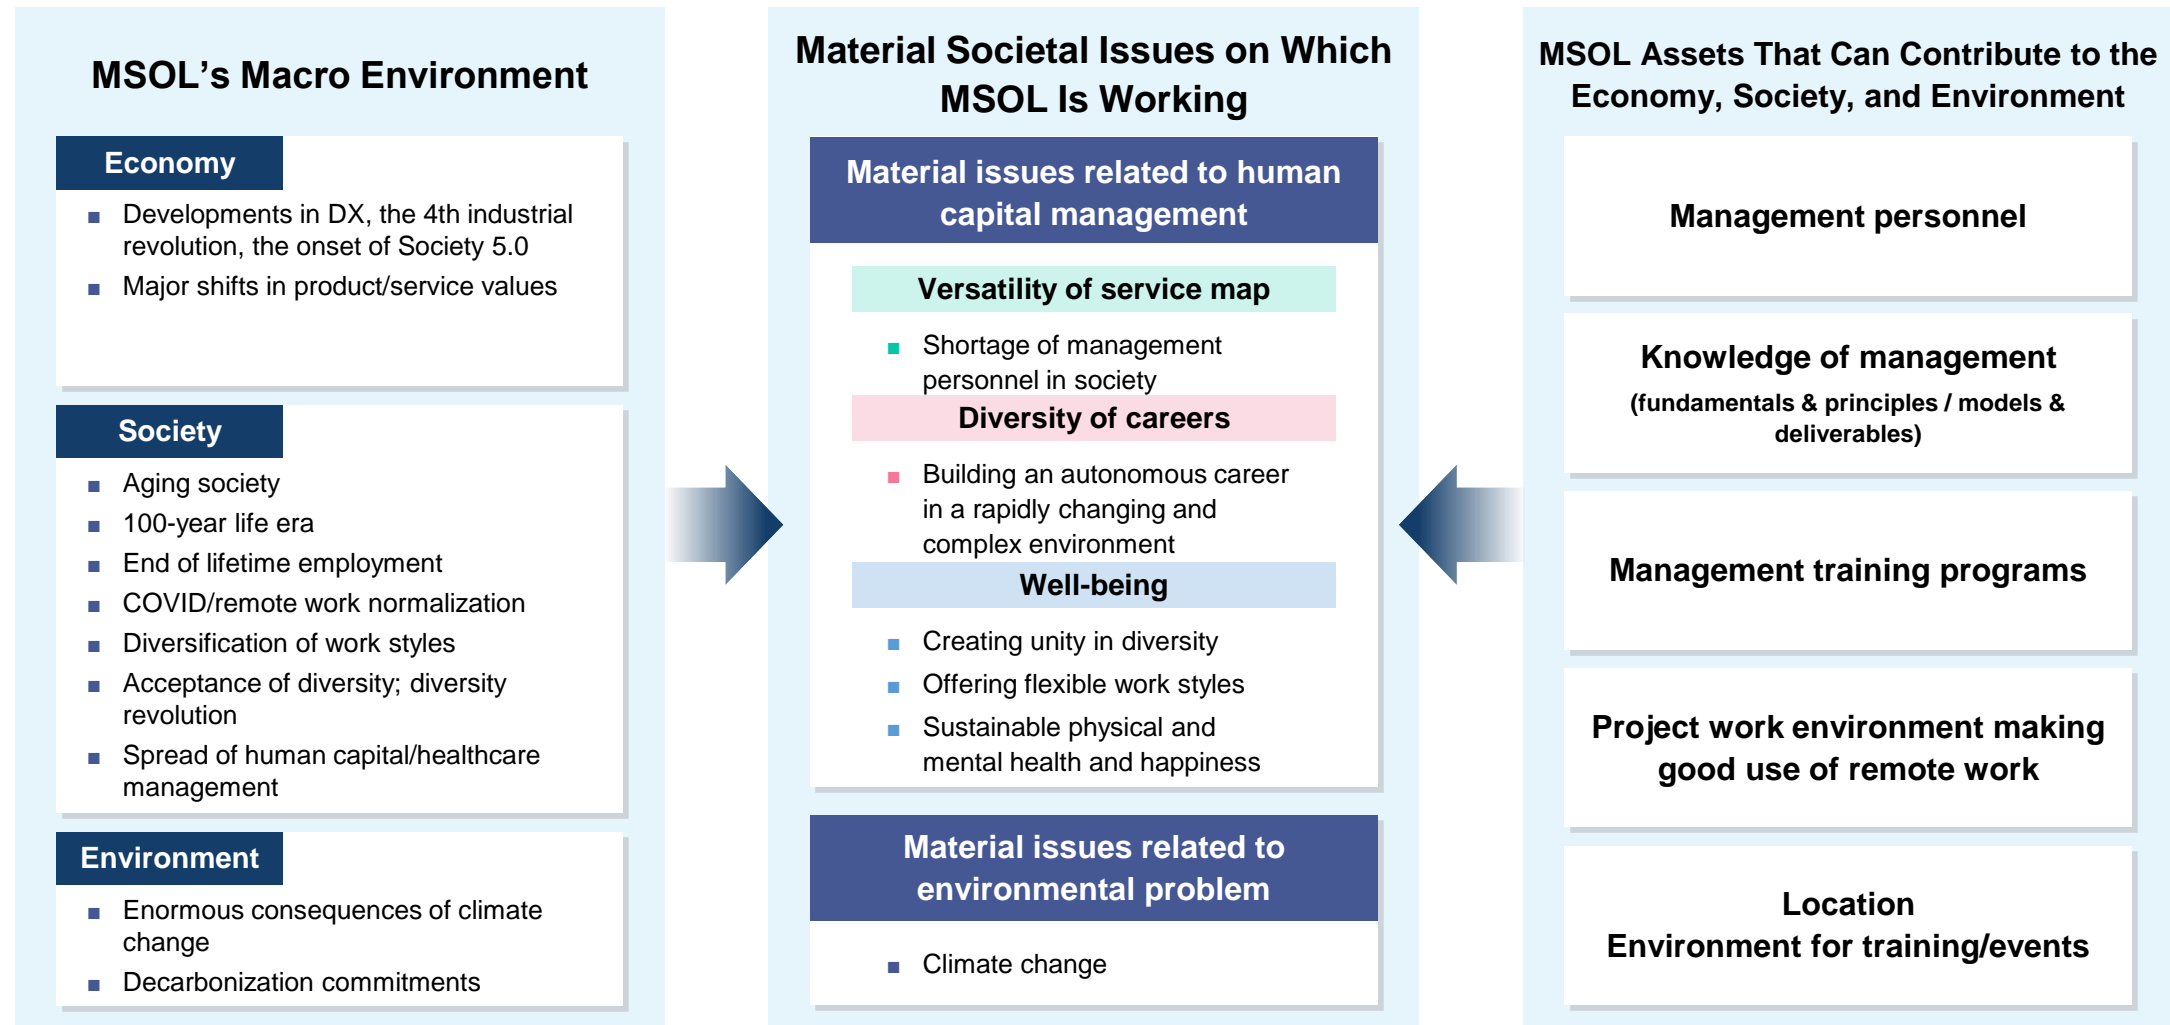 MSOL’s Macro Environment
Economy
Developments in DX, the 4th industrial
revolution, the onset of Society 5.0
Major shifts in product/service values
Society
Aging society
100-year life era
End of lifetime employment
COVID/remote work normalization
Diversification of work styles
Acceptance of diversity; diversity
revolution
Spread of human capital/healthcare
management
Environment
Enormous consequences of climate
change
Decarbonization commitments
Material Societal Issues on Which
MSOL Is Working
Material issues related to human
capital management
Versatility of service map
Shortage of management
personnel in society
Diversity of careers
Building an autonomous career
in a rapidly changing and
complex environment
Well-being
Creating unity in diversity
Offering flexible work styles
Sustainable physical and
mental health and happiness
Material issues related to
environmental problem
Climate change
MSOL Assets That Can Contribute to the
Economy, Society, and Environment
Management personnel
Knowledge of management
(fundamentals & principles / models &
deliverables)
Management training programs
Project work environment making
good use of remote work
Location
Environment for training/events